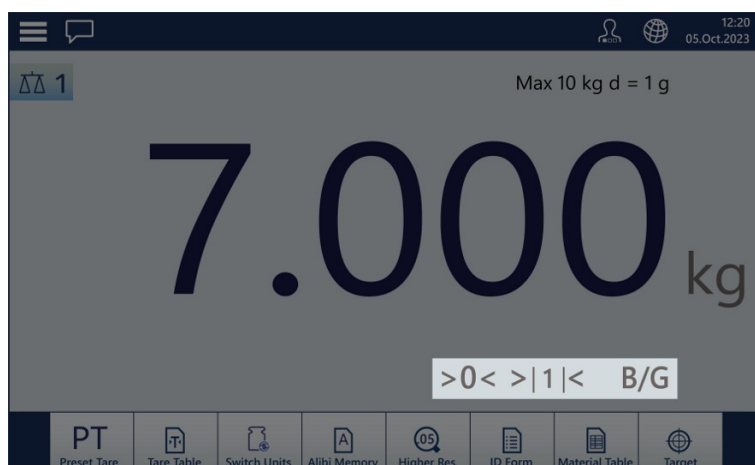 12:20
05.Oct.2023
1
Max 10 kg d = 1 g
7.000 kg
>0< >|1|< B/G
PT
Preset Tare
T
Tare Table
Switch Units
A
Alibi Memory
.05
Higher Res.
ID Form
Material Table
Target